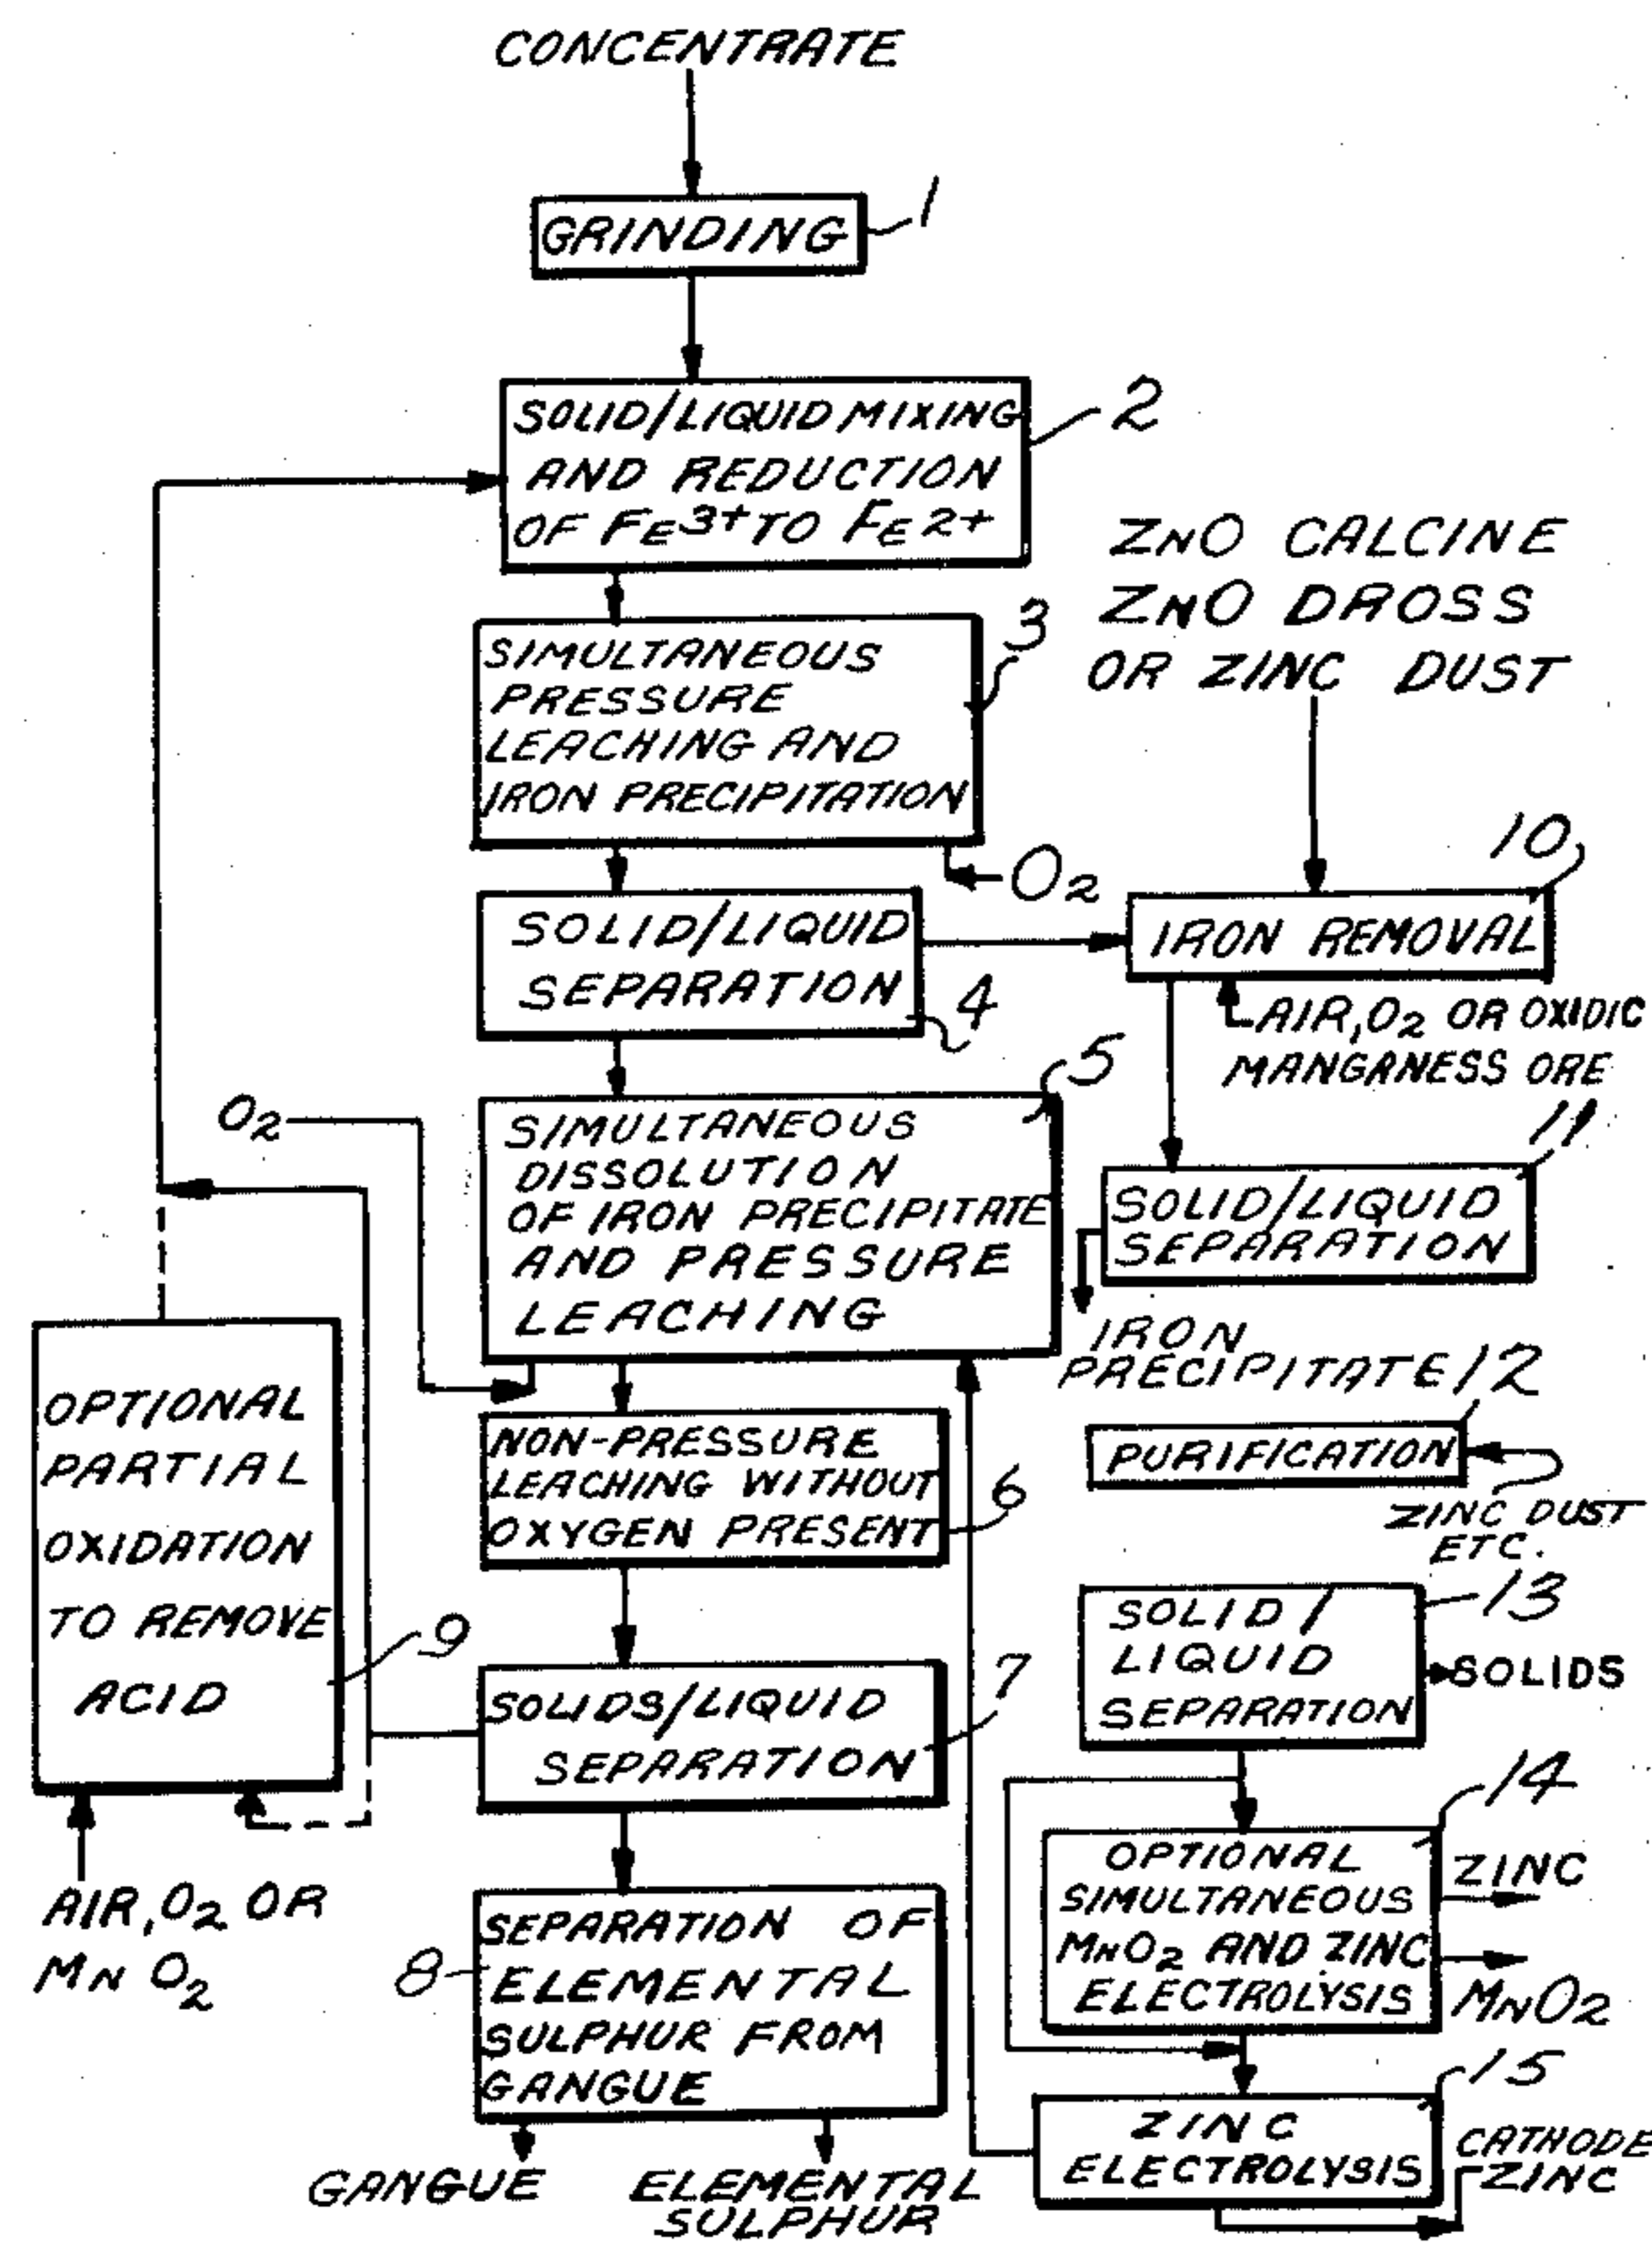 CONCENTRATE
GRINDING
1
SOLID/LIQUID MIXING
AND REDUCTION
OF FE3+ TO FE2+
2
ZNO CALCINE
ZNO DROSS
OR ZINC DUST
SIMULTANEOUS
PRESSURE
LEACHING AND
IRON PRECIPITATION
3
O2
SOLID/LIQUID
SEPARATION
4
IRON REMOVAL
10
AIR, O2 OR OXIDIC
MANGANESS ORE
O2
SIMULTANEOUS
DISSOLUTION
OF IRON PRECIPITATE
AND PRESSURE
LEACHING
5
SOLID/LIQUID
SEPARATION
11
IRON
PRECIPITATE
OPTIONAL
PARTIAL
OXIDATION
TO REMOVE
ACID
9
AIR, O2 OR
MN O2
NON-PRESSURE
LEACHING WITHOUT
OXYGEN PRESENT
6
PURIFICATION
12
ZINC DUST
ETC.
SOLIDS/LIQUID
SEPARATION
7
SOLID/
LIQUID
SEPARATION
13
SOLIDS
SEPARATION OF
ELEMENTAL
SULPHUR FROM
GANGUE
8
GANGUE
ELEMENTAL
SULPHUR
OPTIONAL
SIMULTANEOUS
MNO2 AND ZINC
ELECTROLYSIS
14
ZINC
MNO2
ZINC
ELECTROLYSIS
15
CATHODE
ZINC